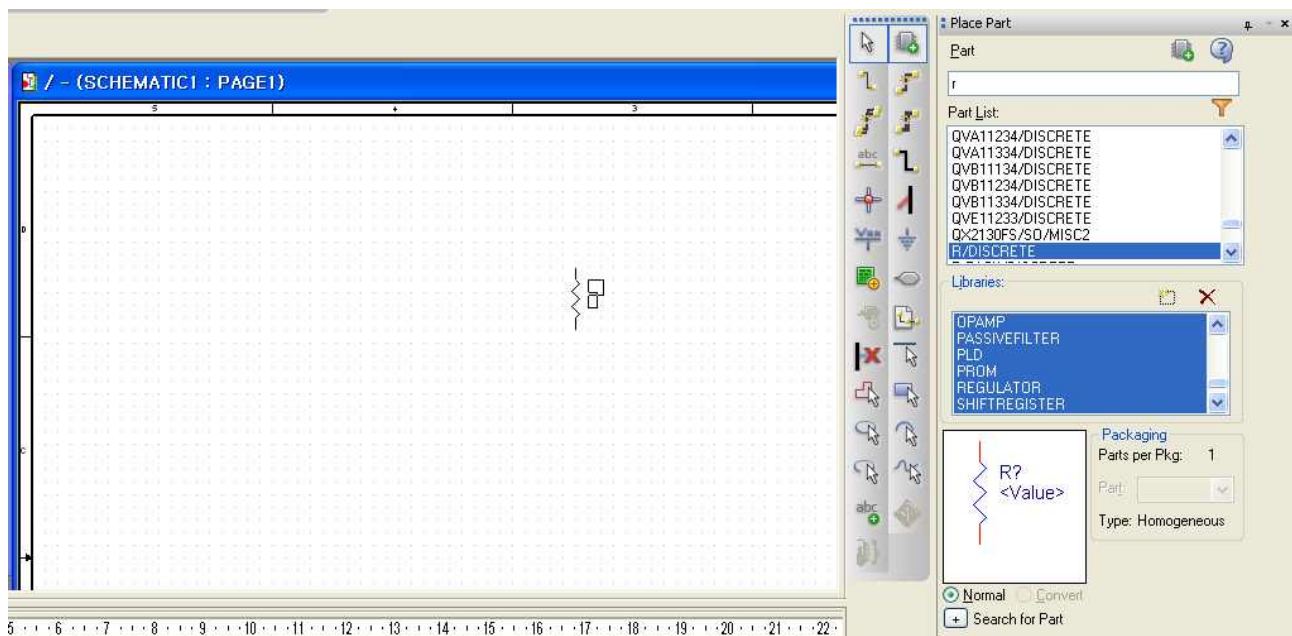 Place Part
Part
/ - (SCHEMATIC1 : PAGE1)
r
5 4 3
Part List:
QVA11234/DISCRETE
QVA11334/DISCRETE
QVB11134/DISCRETE
QVB11234/DISCRETE
QVB11334/DISCRETE
QVE11233/DISCRETE
QX2130FS/SO/MISC2
R/DISCRETE
abc
Vss
D
Libraries:
OPAMP
PASSIVEFILTER
PLD
PROM
REGULATOR
SHIFTREGISTER
C
Packaging
Parts per Pkg: 1
R?
<Value>
Part:
Type: Homogeneous
abc
Normal Convert
+ Search for Part
5 6 7 8 9 10 11 12 13 14 15 16 17 18 19 20 21 22